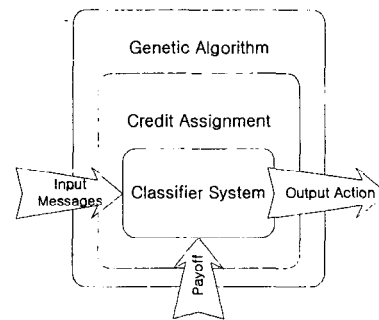 Genetic Algorithm
Credit Assignment
Input
Messages
Classifier System
Output Action
Payoff